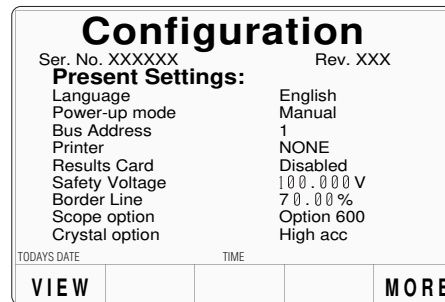 Configuration
Ser. No. XXXXXX Rev. XXX
Present Settings:
Language English
Power-up mode Manual
Bus Address 1
Printer NONE
Results Card Disabled
Safety Voltage 100.000 V
Border Line 70.00 %
Scope option Option 600
Crystal option High acc
TODAYS DATE TIME
VIEW MORE